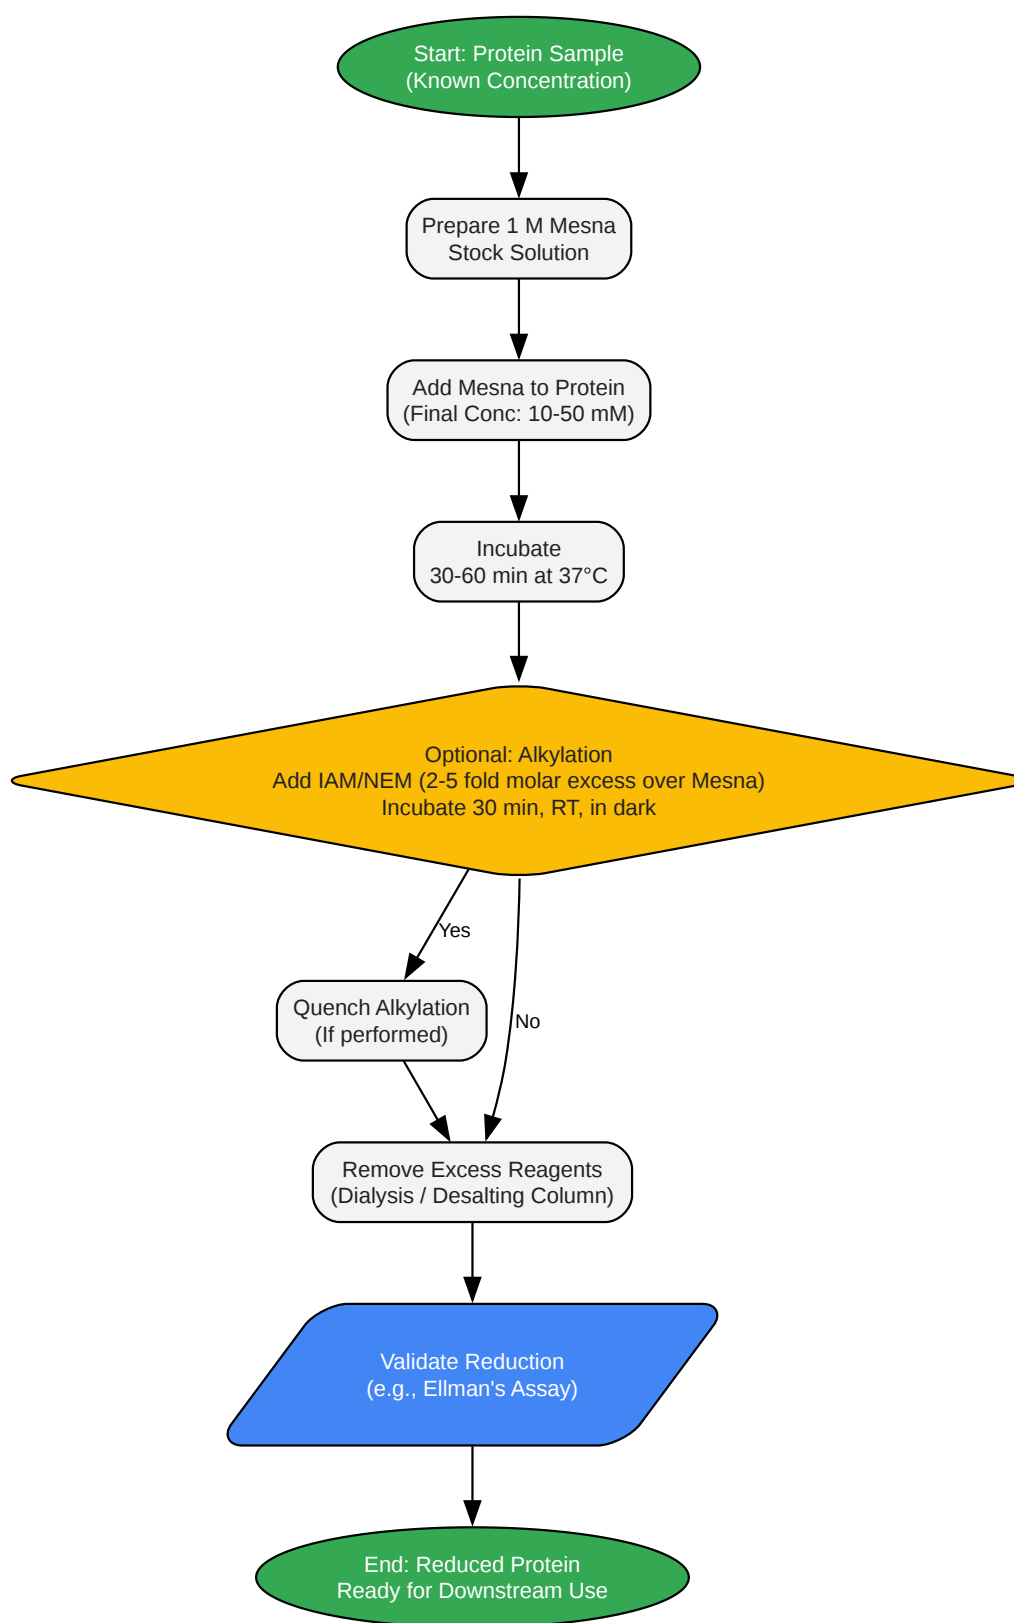 Start: Protein Sample
(Known Concentration)
Prepare 1 M Mesna
Stock Solution
Add Mesna to Protein
(Final Conc: 10-50 mM)
Incubate
30-60 min at 37°C
Optional: Alkylation
Add IAM/NEM (2-5 fold molar excess over Mesna)
Incubate 30 min, RT, in dark
Yes
Quench Alkylation
(If performed)
No
Remove Excess Reagents
(Dialysis / Desalting Column)
Validate Reduction
(e.g., Ellman's Assay)
End: Reduced Protein
Ready for Downstream Use